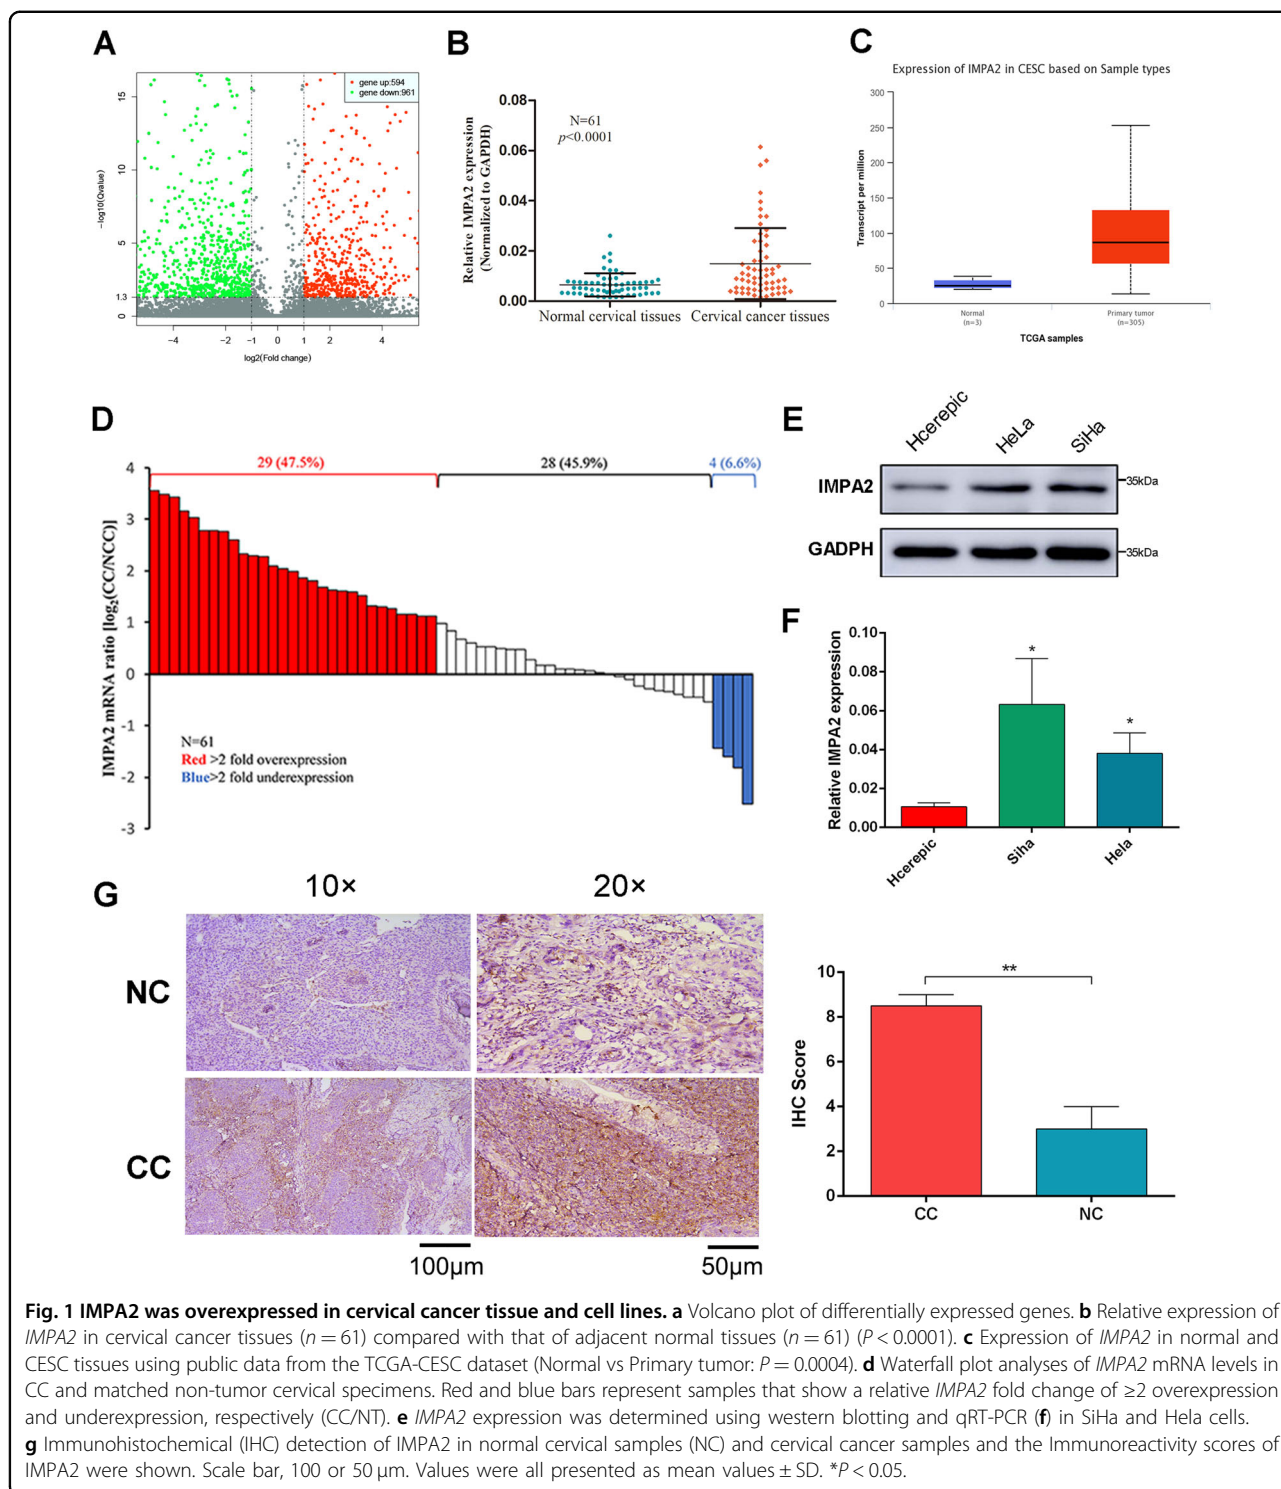 A
gene up:594
gene down:961
15
10
5
1.3
0
−4
−2
−1
0
1
2
4
−log10(Qvalue)
log2(Fold change)
B
N=61
p<0.0001
0.08
0.06
0.04
0.02
0.00
Relative IMPA2 expression
(Normalized to GAPDH)
Normal cervical tissues
Cervical cancer tissues
C
Expression of IMPA2 in CESC based on Sample types
300
250
200
150
100
50
0
Transcript per million
Normal
(n=3)
Primary tumor
(n=305)
TCGA samples
D
29 (47.5%)
28 (45.9%)
4 (6.6%)
4
3
2
1
0
-1
-2
-3
IMPA2 mRNA ratio [log2(CC/NCC)]
N=61
Red >2 fold overexpression
Blue>2 fold underexpression
E
Hcerepic
HeLa
SiHa
IMPA2
35kDa
GADPH
35kDa
F
0.10
0.08
0.06
0.04
0.02
0.00
Relative IMPA2 expression
*
*
Hcerepic
Siha
Hela
G
10×
20×
NC
CC
100μm
50μm
10
8
6
4
2
0
IHC Score
**
CC
NC
Fig. 1 IMPA2 was overexpressed in cervical cancer tissue and cell lines. a Volcano plot of differentially expressed genes. b Relative expression of
IMPA2 in cervical cancer tissues (n = 61) compared with that of adjacent normal tissues (n = 61) (P < 0.0001). c Expression of IMPA2 in normal and
CESC tissues using public data from the TCGA-CESC dataset (Normal vs Primary tumor: P = 0.0004). d Waterfall plot analyses of IMPA2 mRNA levels in
CC and matched non-tumor cervical specimens. Red and blue bars represent samples that show a relative IMPA2 fold change of ≥2 overexpression
and underexpression, respectively (CC/NT). e IMPA2 expression was determined using western blotting and qRT-PCR (f) in SiHa and Hela cells.
g Immunohistochemical (IHC) detection of IMPA2 in normal cervical samples (NC) and cervical cancer samples and the Immunoreactivity scores of
IMPA2 were shown. Scale bar, 100 or 50 μm. Values were all presented as mean values ± SD. *P < 0.05.